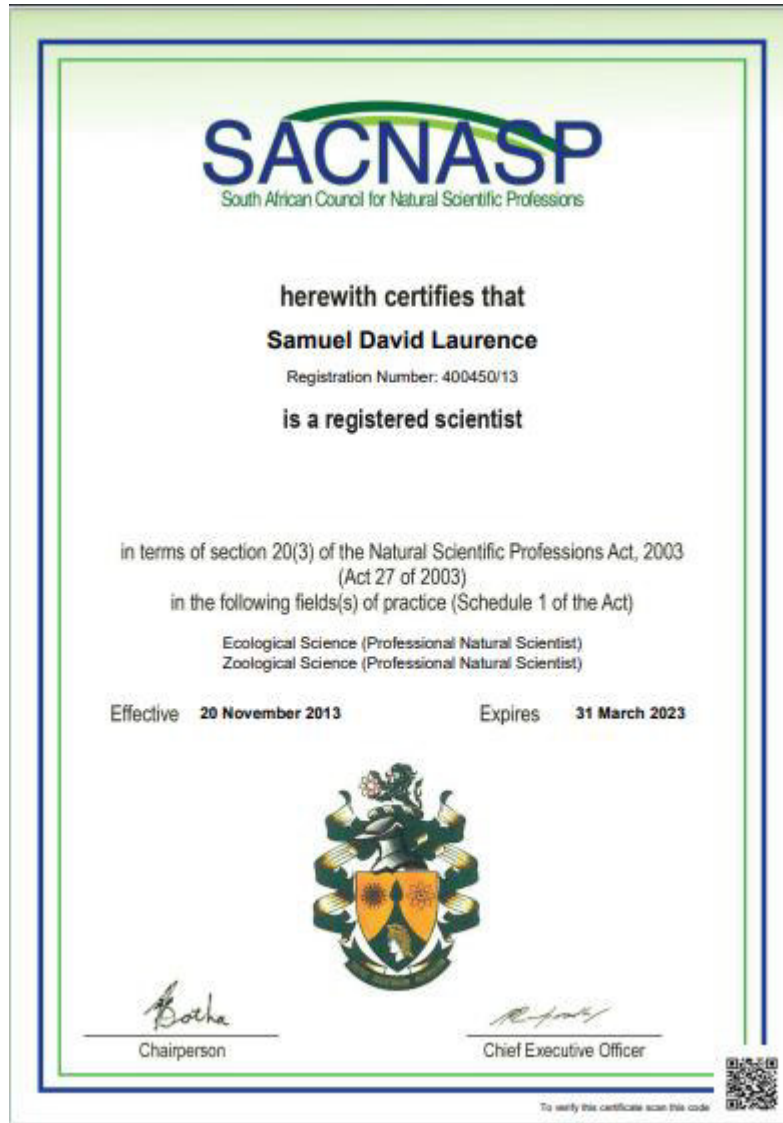 SACNASP
South African Council for Natural Scientific Professions
herewith certifies that
Samuel David Laurence
Registration Number: 400450/13
is a registered scientist
in terms of section 20(3) of the Natural Scientific Professions Act, 2003
(Act 27 of 2003)
in the following fields(s) of practice (Schedule 1 of the Act)
Ecological Science (Professional Natural Scientist)
Zoological Science (Professional Natural Scientist)
Effective 20 November 2013 Expires 31 March 2023
Botha
Chairperson Chief Executive Officer
To verify this certificate scan this code